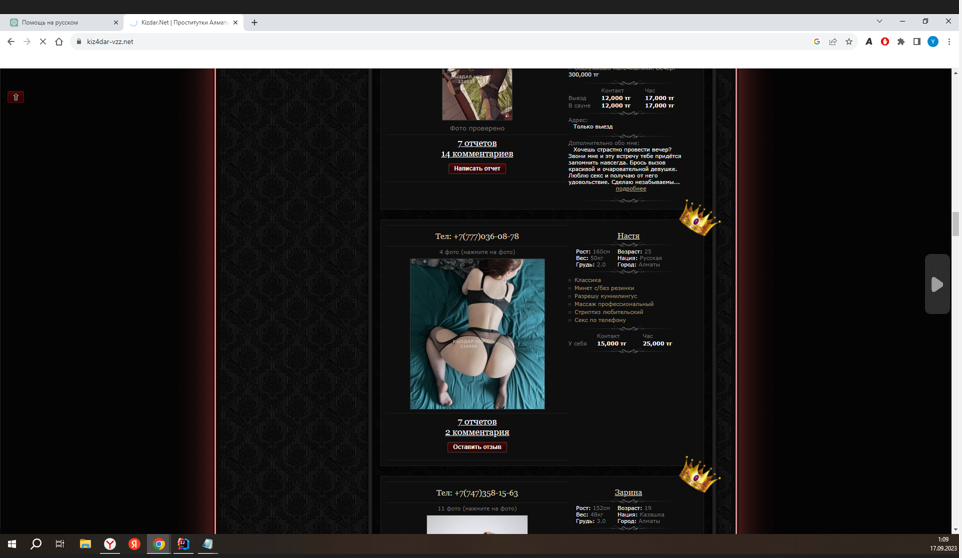 Помощь на русском
Kizdar.Net | Проститутки Алмат
kiz4dar-vzz.net
300,000 тг
Контакт Час
Выезд 12,000 тг 17,000 тг
В сауне 12,000 тг 17,000 тг
Адрес:
Только выезд
Фото проверено
7 отчетов
14 комментариев
Написать отчет
Дополнительно обо мне:
Хочешь страстно провести вечер?
Звони мне и эту встречу тебе придётся
запомнить навсегда. Брось вызов
красивой и очаровательной девушке.
Люблю секс и получаю от него
удовольствие. Сделаю незабываемы...
подробнее
Тел: +7(777)036-08-78
4 фото (нажмите на фото)
7 отчетов
2 комментария
Оставить отзыв
Настя
Рост: 160см Возраст: 25
Вес: 50кг Нация: Русская
Грудь: 2.0 Город: Алматы
Классика
Минет с/без резинки
Разрешу куннилингус
Массаж профессиональный
Стриптиз любительский
Секс по телефону
Контакт Час
У себя 15,000 тг 25,000 тг
Тел: +7(747)358-15-63
11 фото (нажмите на фото)
Зарина
Рост: 152см Возраст: 19
Вес: 48кг Нация: Казашка
Грудь: 3.0 Город: Алматы
1:09
17.09.2023